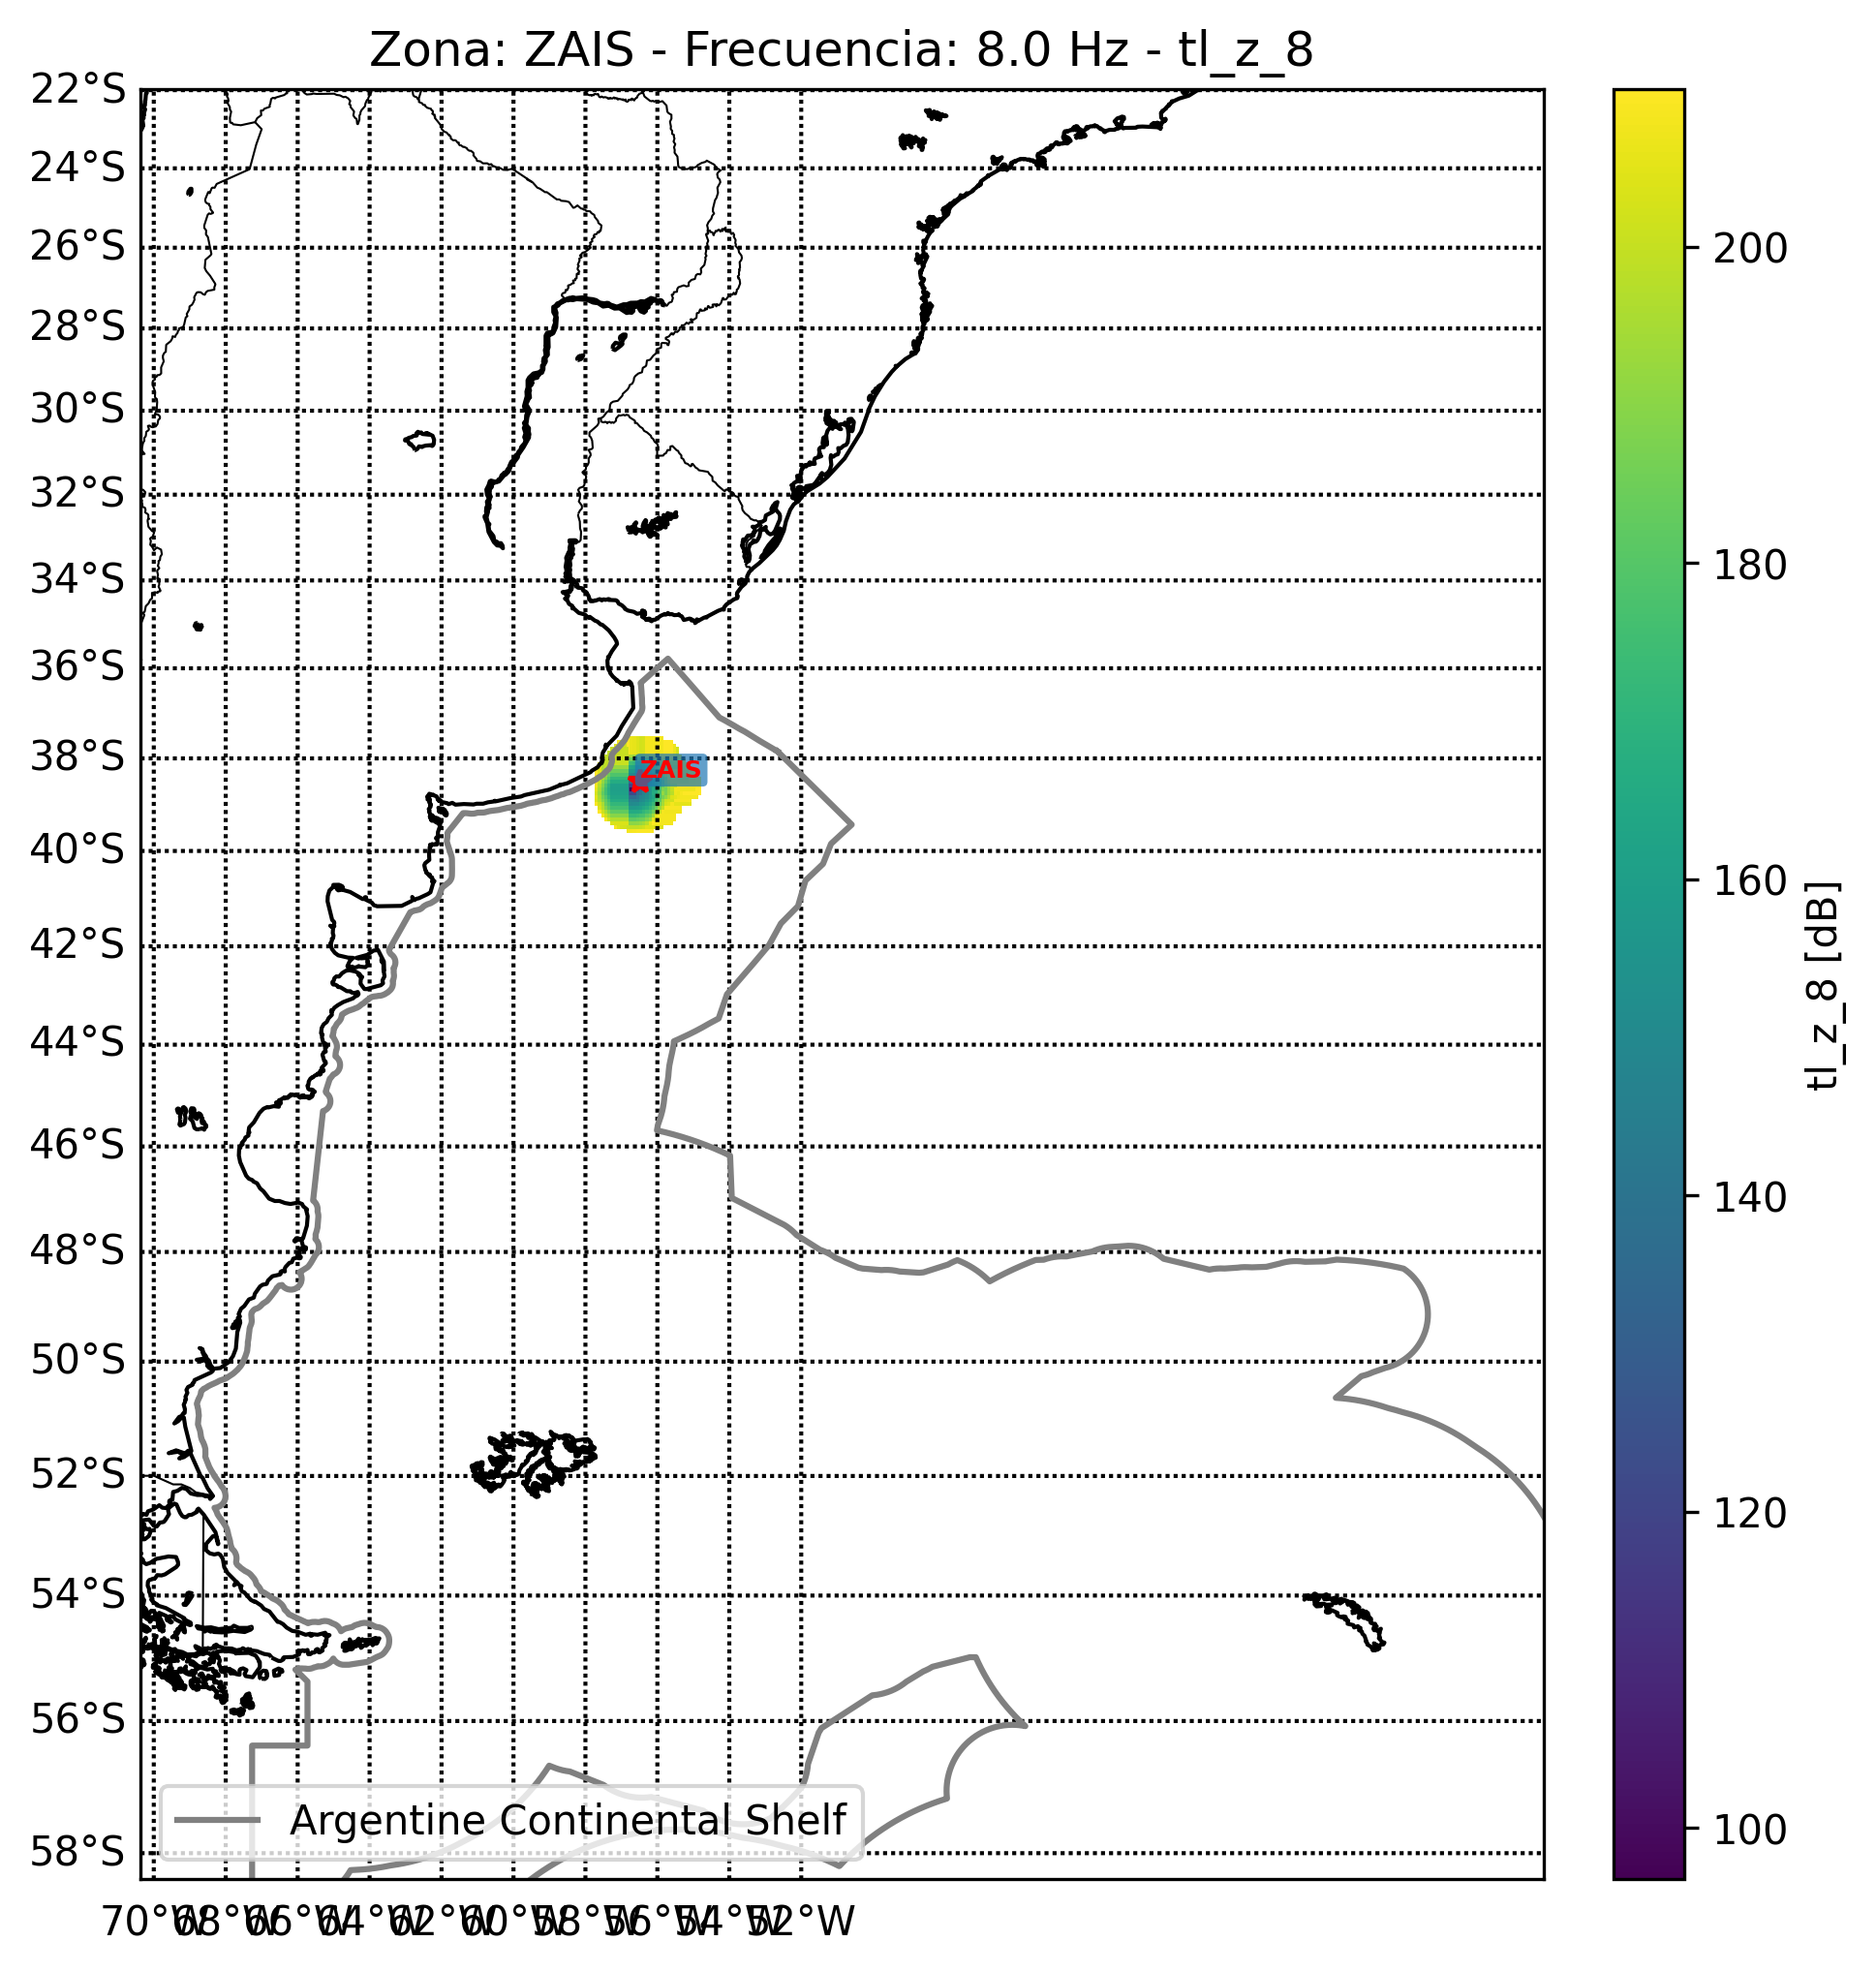 Zona: ZAIS - Frecuencia: 8.0 Hz - tl_z_8
22°S
24°S
26°S
28°S
30°S
32°S
34°S
36°S
38°S
40°S
42°S
44°S
46°S
48°S
50°S
52°S
54°S
56°S
58°S
ZAIS
Argentine Continental Shelf
70°W 68°W 66°W 64°W 62°W 60°W 58°W 56°W 54°W 52°W
200
180
160
140
120
100
tl_z_8 [dB]